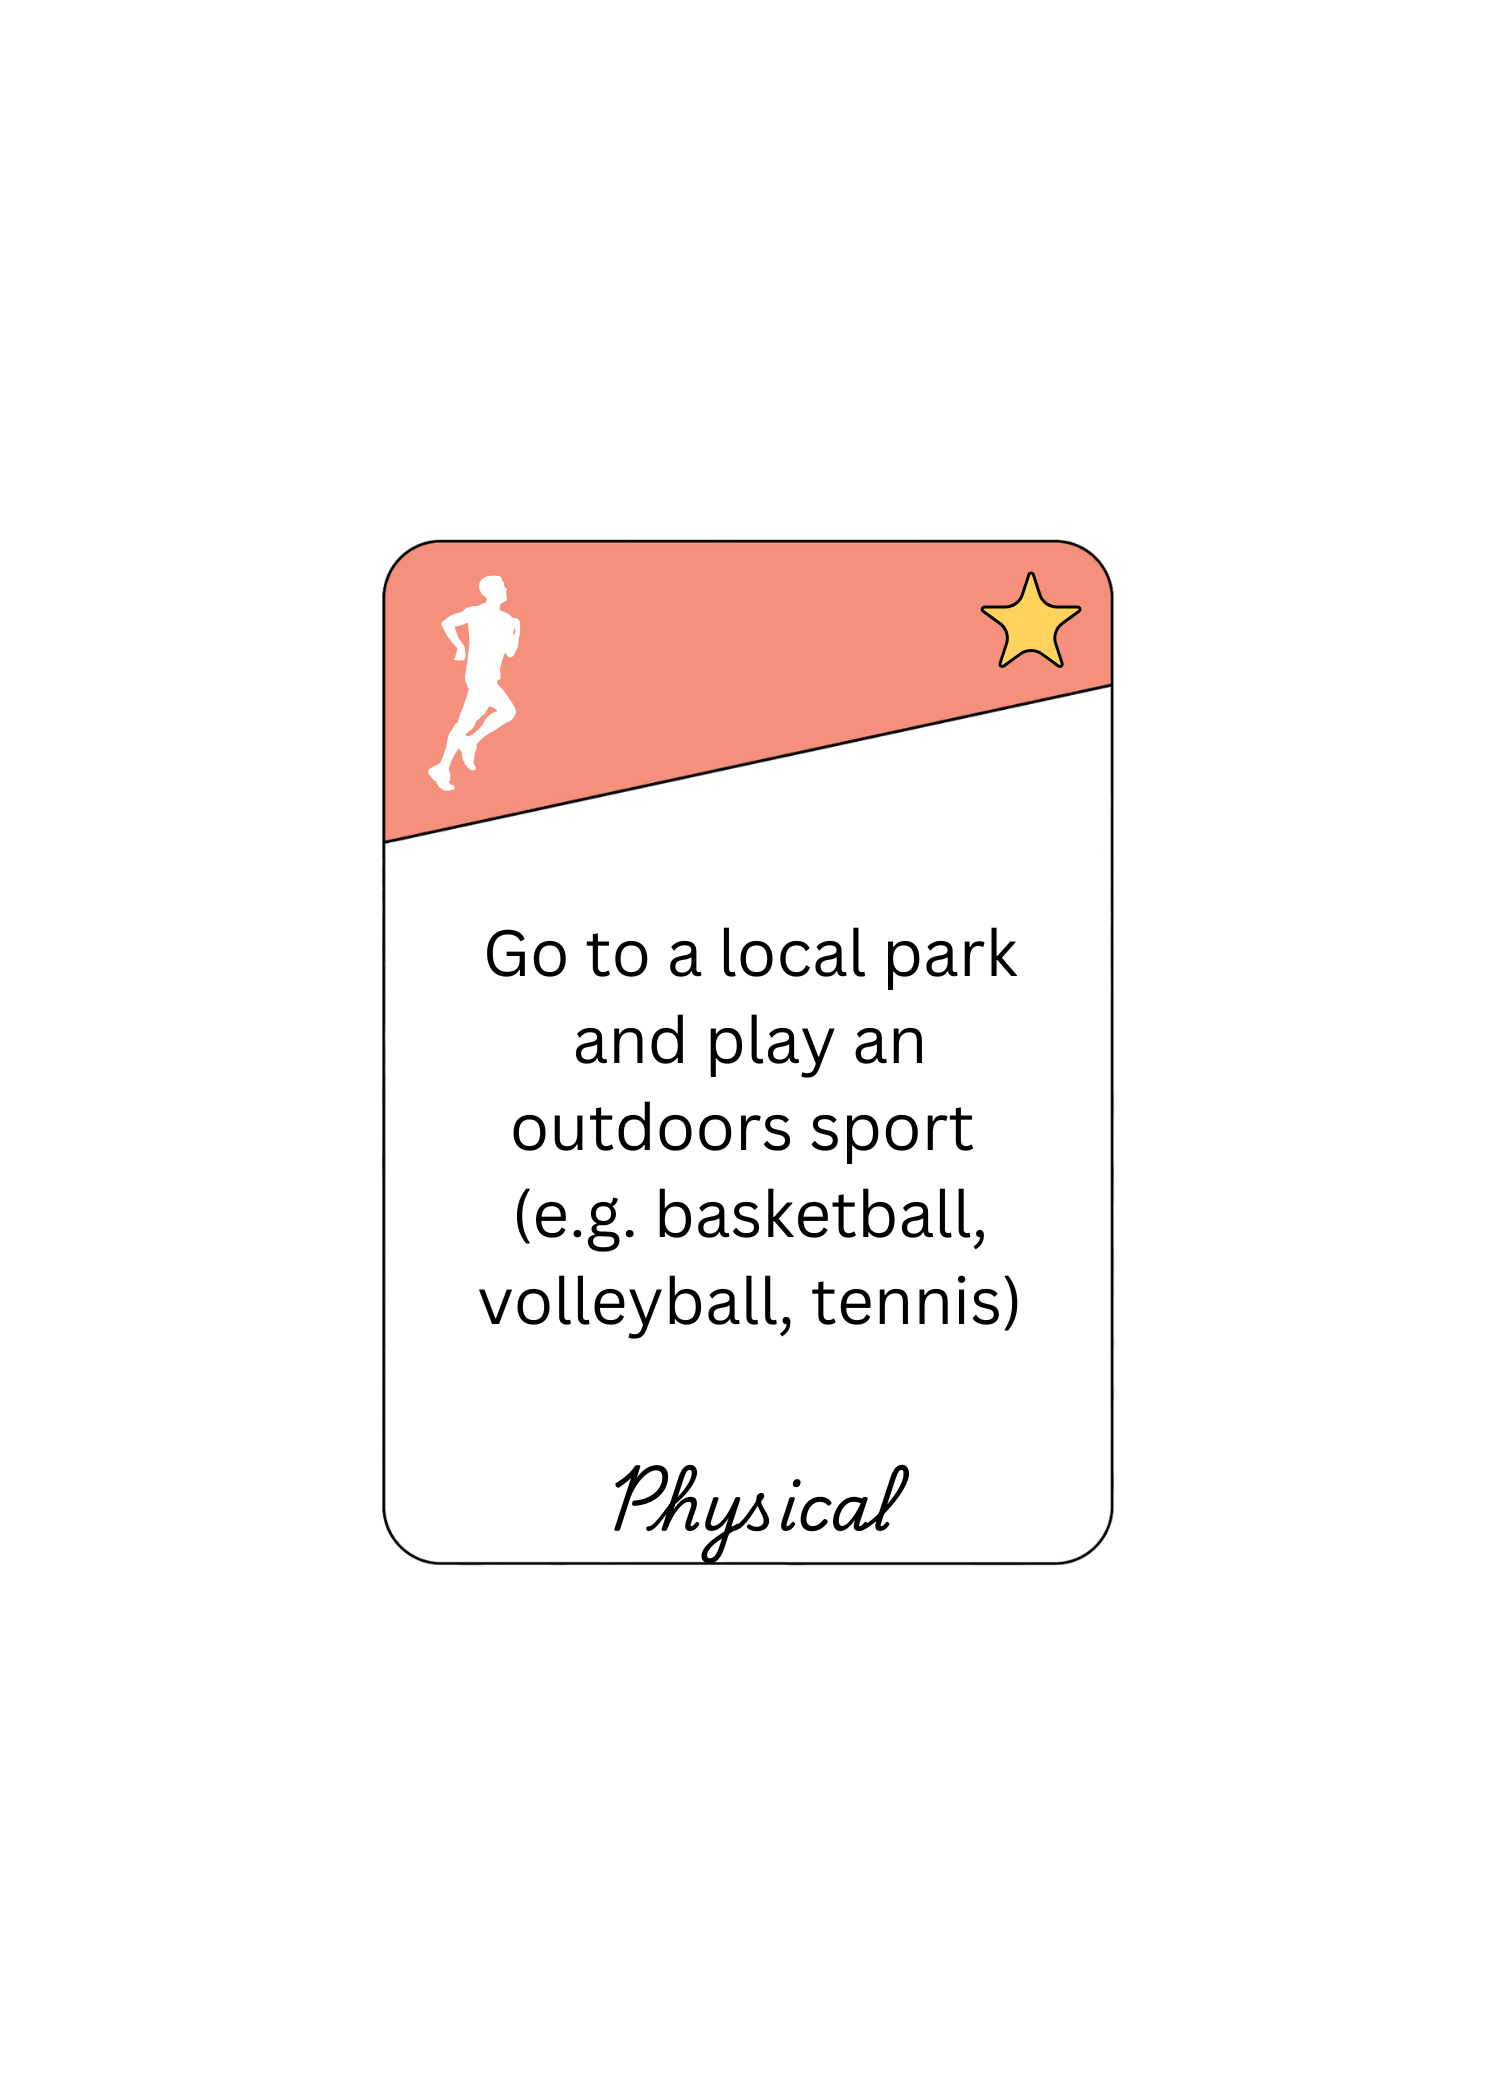 Go to a local park
and play an
outdoors sport
(e.g. basketball,
volleyball, tennis)
Physical